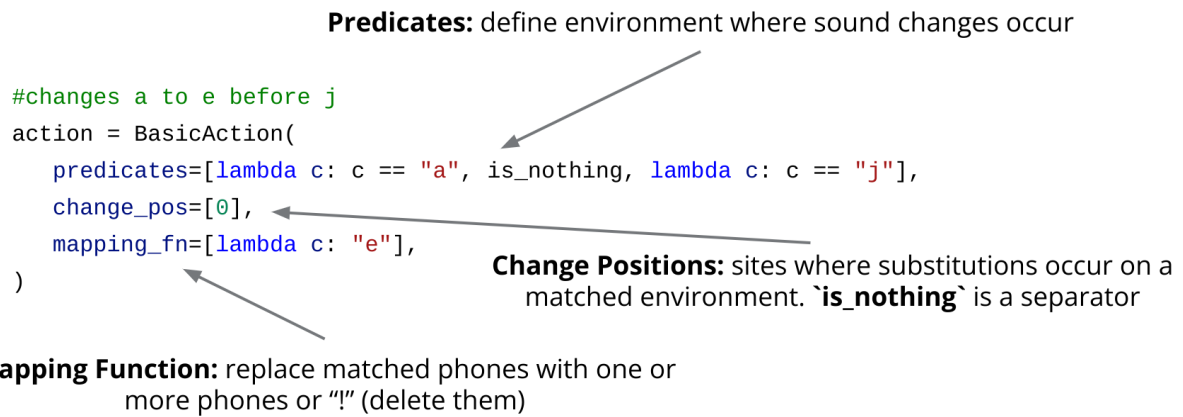 Predicates: define environment where sound changes occur
#changes a to e before j
action = BasicAction(
predicates=[lambda c: c == "a", is_nothing, lambda c: c == "j"],
change_pos=[0],
mapping_fn=[lambda c: "e"],
)
Change Positions: sites where substitutions occur on a
matched environment. `is_nothing` is a separator
apping Function: replace matched phones with one or
more phones or “!” (delete them)